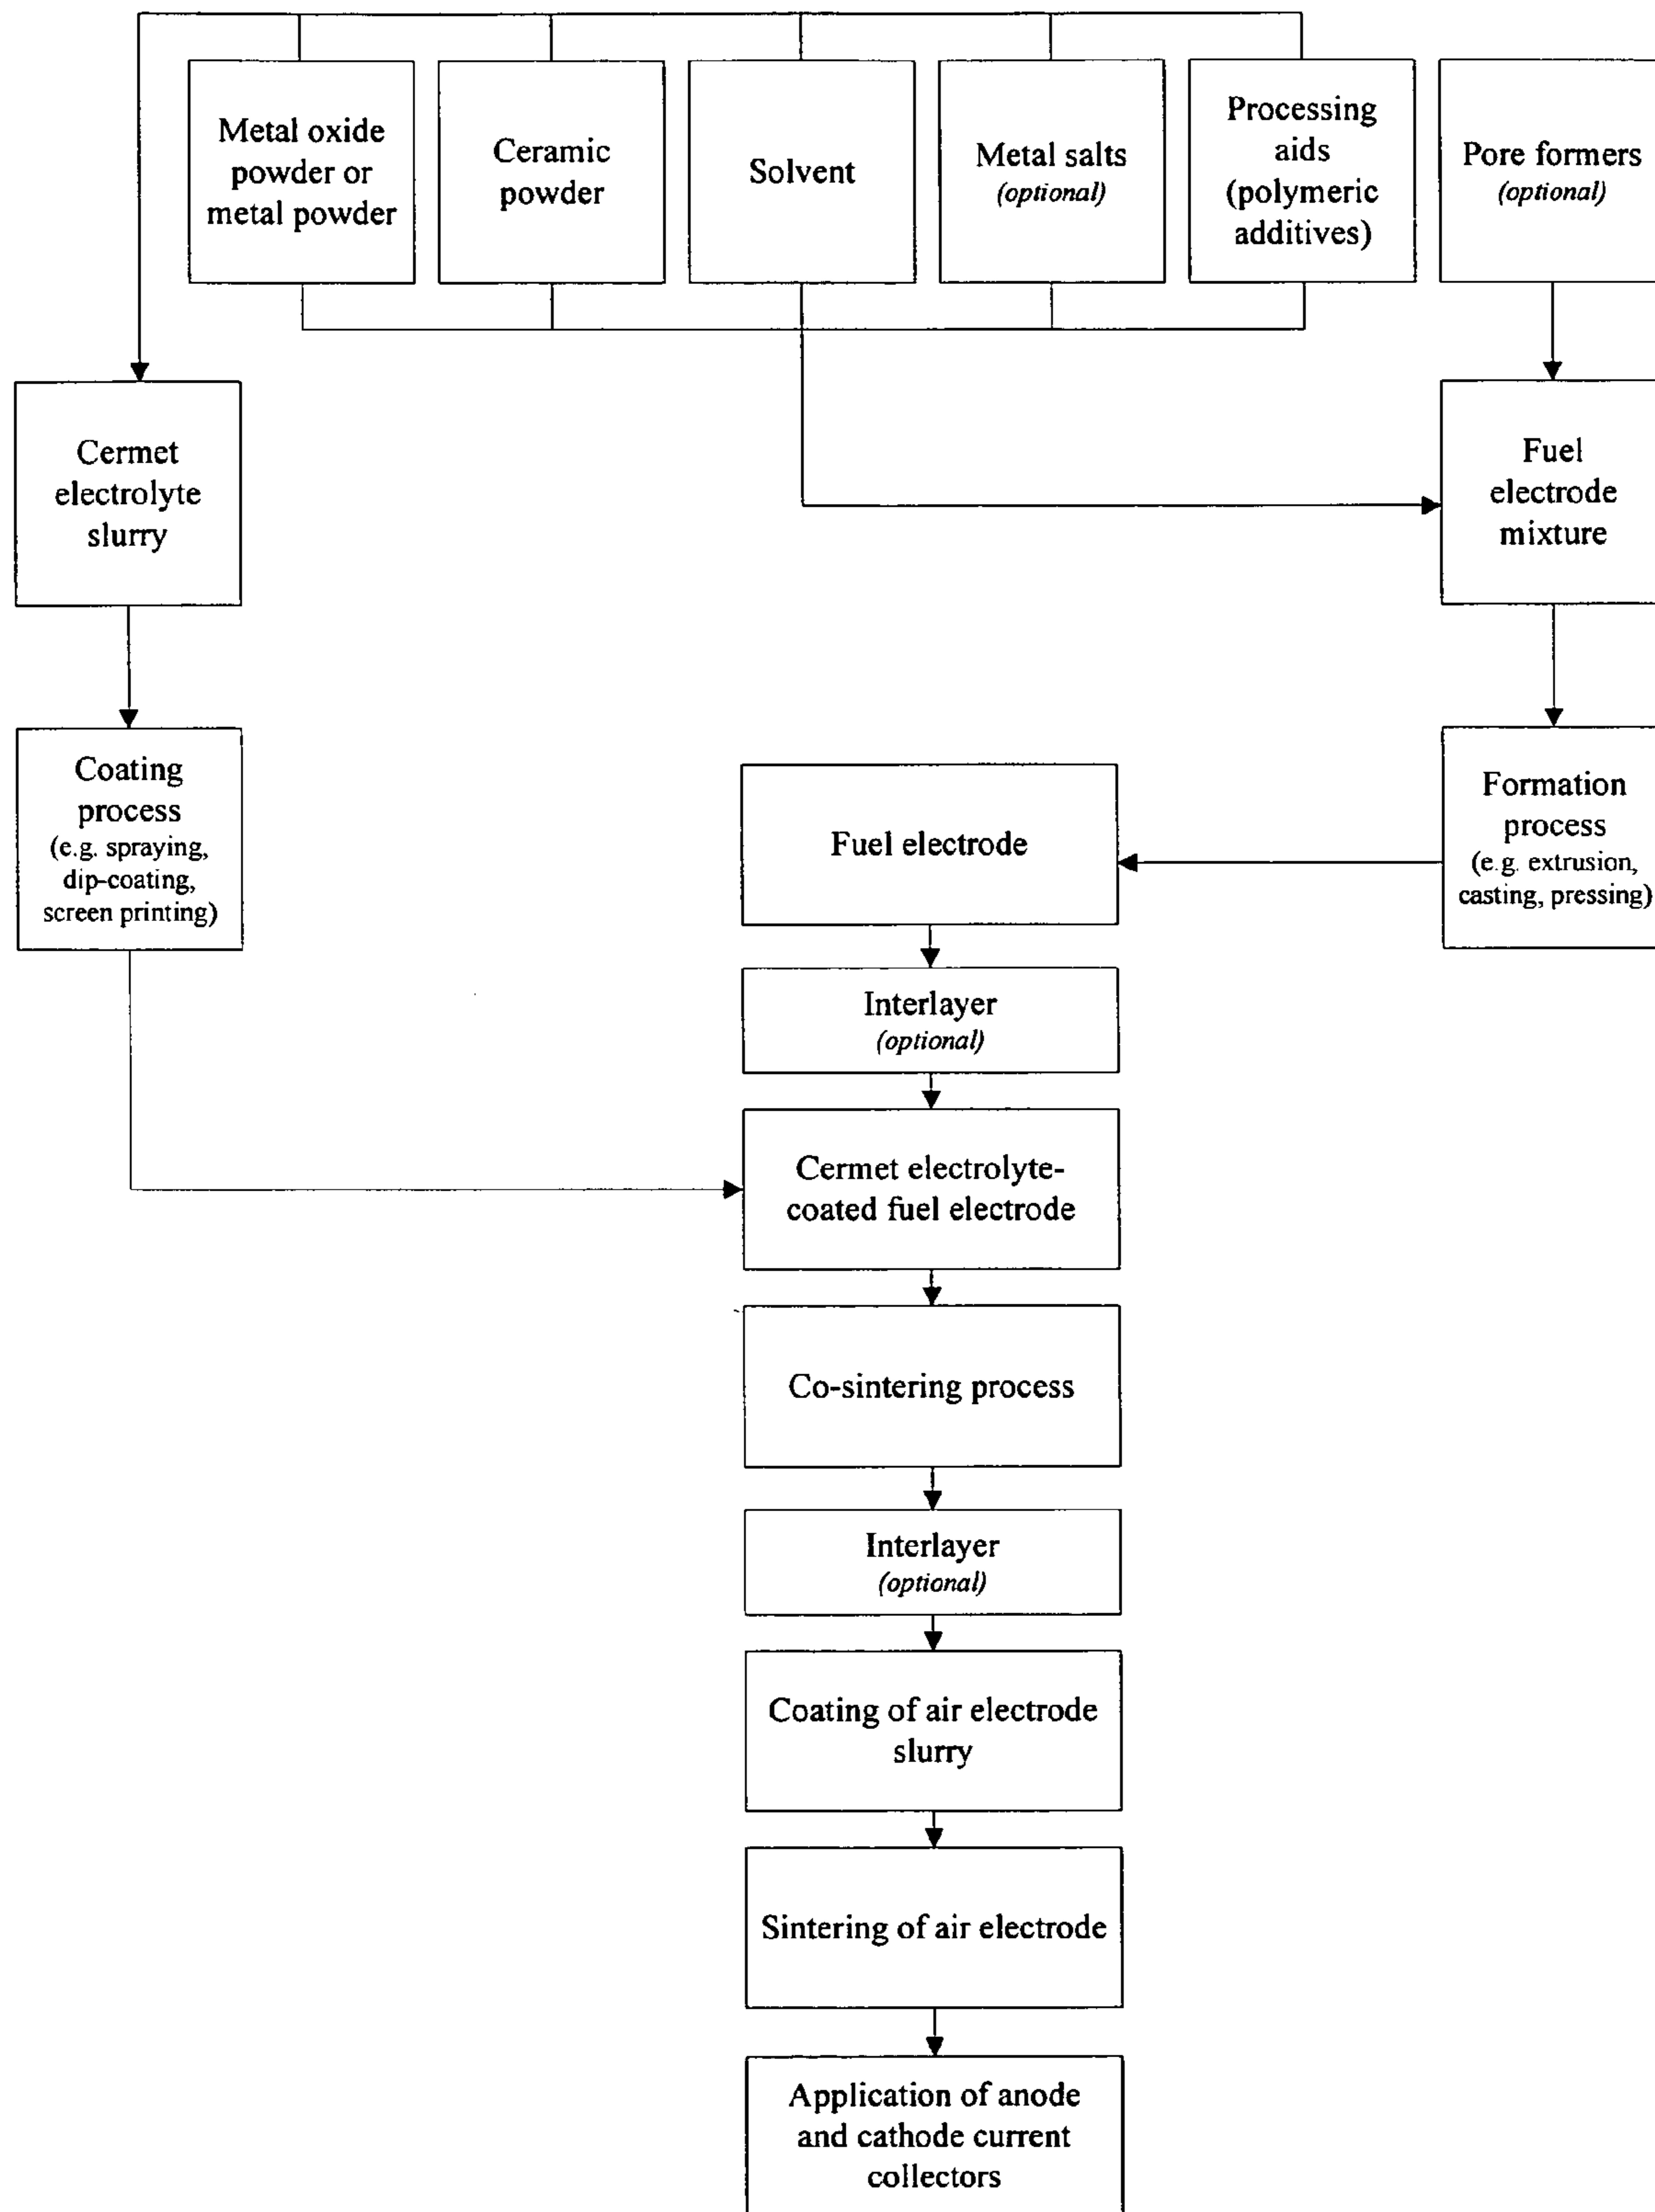 Metal oxide
powder or
metal powder
Ceramic
powder
Solvent
Metal salts
(optional)
Processing
aids
(polymeric
additives)
Pore formers
(optional)
Cermet
electrolyte
slurry
Fuel
electrode
mixture
Coating
process
(e.g. spraying,
dip-coating,
screen printing)
Fuel electrode
Formation
process
(e.g. extrusion,
casting, pressing)
Interlayer
(optional)
Cermet electrolyte-
coated fuel electrode
Co-sintering process
Interlayer
(optional)
Coating of air electrode
slurry
Sintering of air electrode
Application of anode
and cathode current
collectors